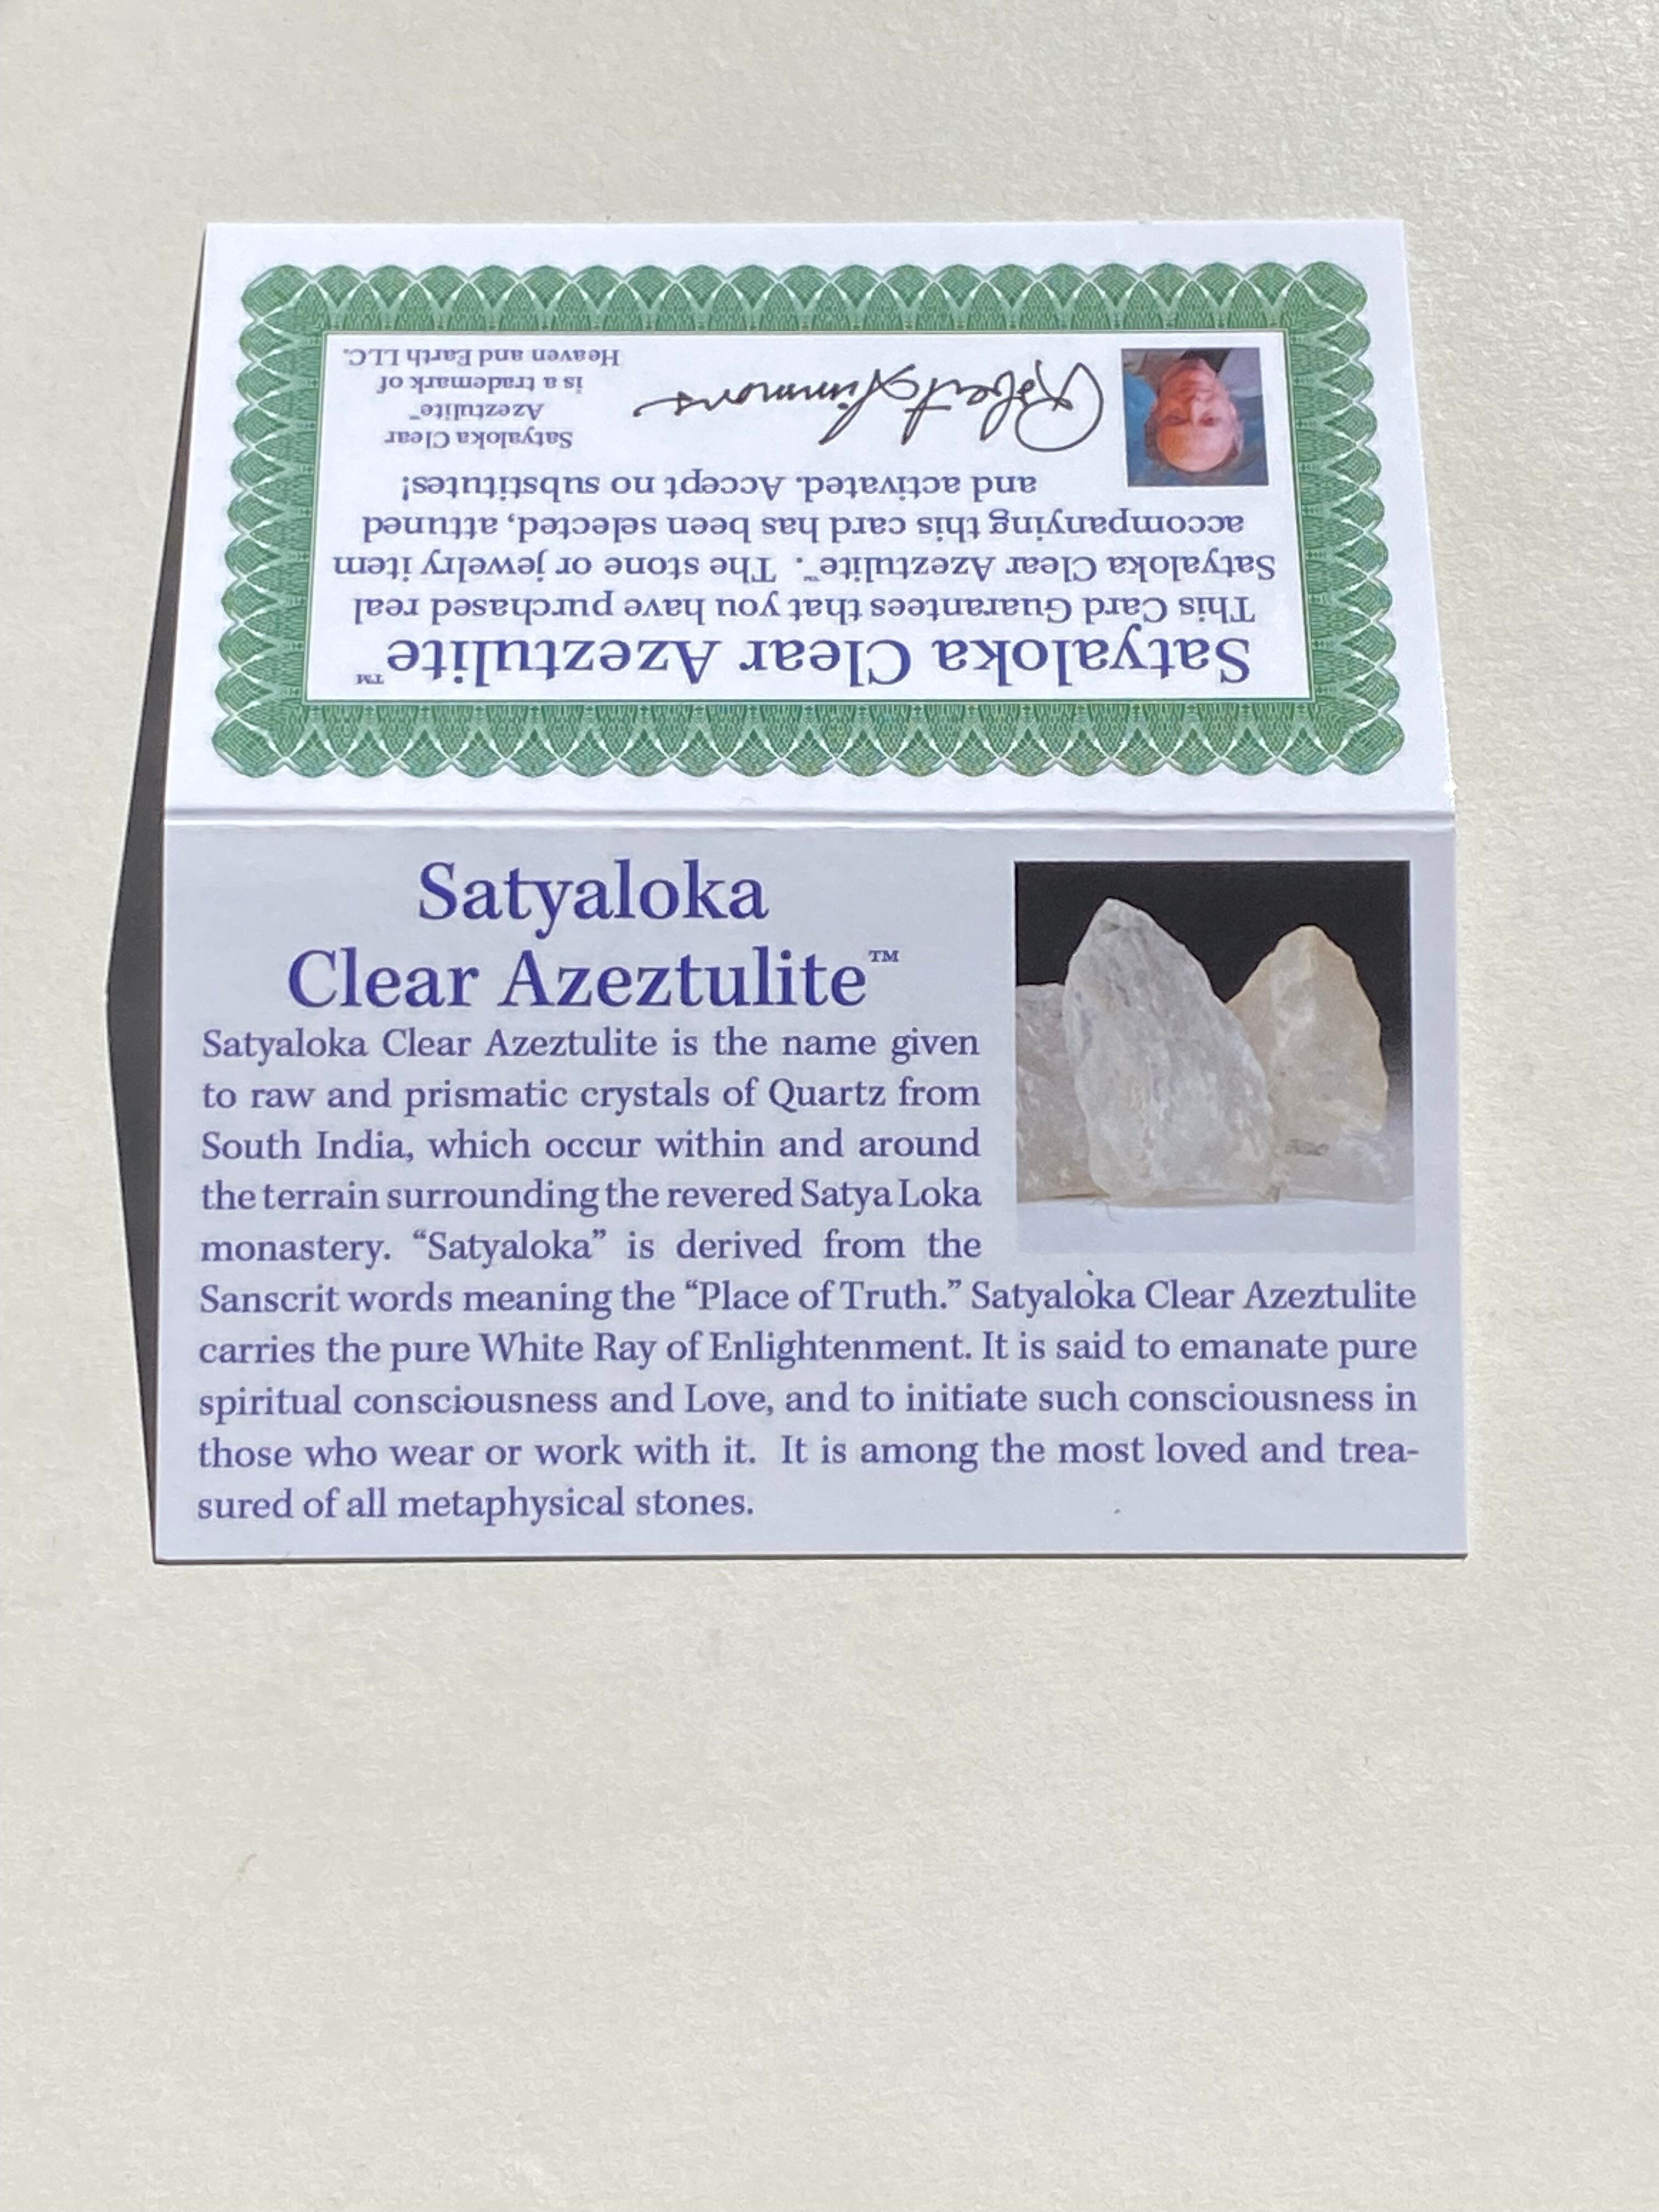 Satyaloka Clear Azeztulite™
This Card Guarantees that you have purchased real
Satyaloka Clear Azeztulite™. The stone or jewelry item
accompanying this card has been selected, attuned
and activated. Accept no substitutes!
Robert Simmons
Satyaloka Clear
Azeztulite™
is a trademark of
Heaven and Earth LLC.
Satyaloka
Clear Azeztulite™
Satyaloka Clear Azeztulite is the name given
to raw and prismatic crystals of Quartz from
South India, which occur within and around
the terrain surrounding the revered Satya Loka
monastery. “Satyaloka” is derived from the
Sanscrit words meaning the “Place of Truth.” Satyaloka Clear Azeztulite
carries the pure White Ray of Enlightenment. It is said to emanate pure
spiritual consciousness and Love, and to initiate such consciousness in
those who wear or work with it. It is among the most loved and trea-
sured of all metaphysical stones.